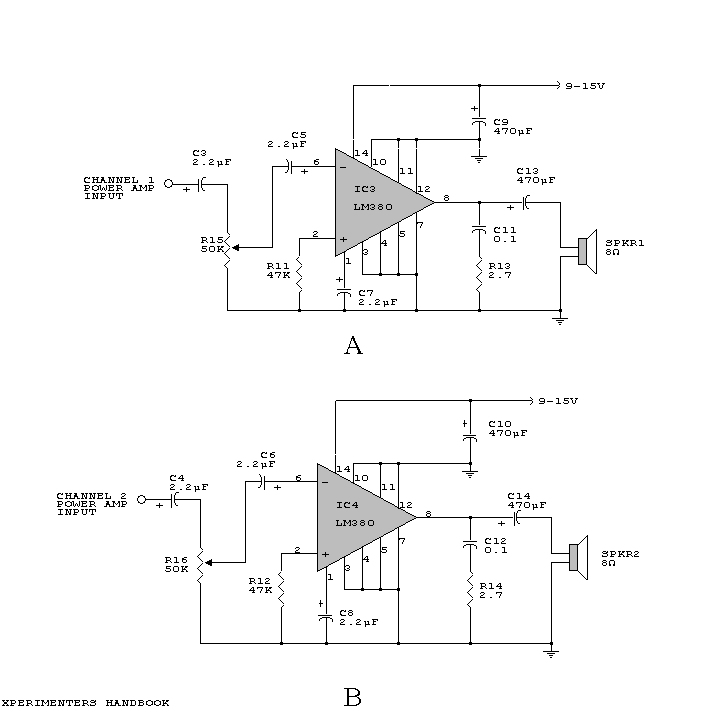 9-15V
C9
470µF
C5
2.2µF
C3
2.2µF
+
+
+
6
14
10
11
12
-
IC3
LM380
8
7
C13
470µF
+
CHANNEL 1
POWER AMP
INPUT
R15
50K
2
+
1
3
4
5
C11
0.1
SPKR1
8Ω
R11
47K
+
C7
2.2µF
R13
2.7
A
9-15V
+
C10
470µF
C6
2.2µF
C4
2.2µF
+
+
6
14
10
11
12
-
IC4
LM380
8
7
C14
470µF
+
CHANNEL 2
POWER AMP
INPUT
R16
50K
2
+
1
3
4
5
C12
0.1
SPKR2
8Ω
R12
47K
+
C8
2.2µF
R14
2.7
B
XPERIMENTERS HANDBOOK